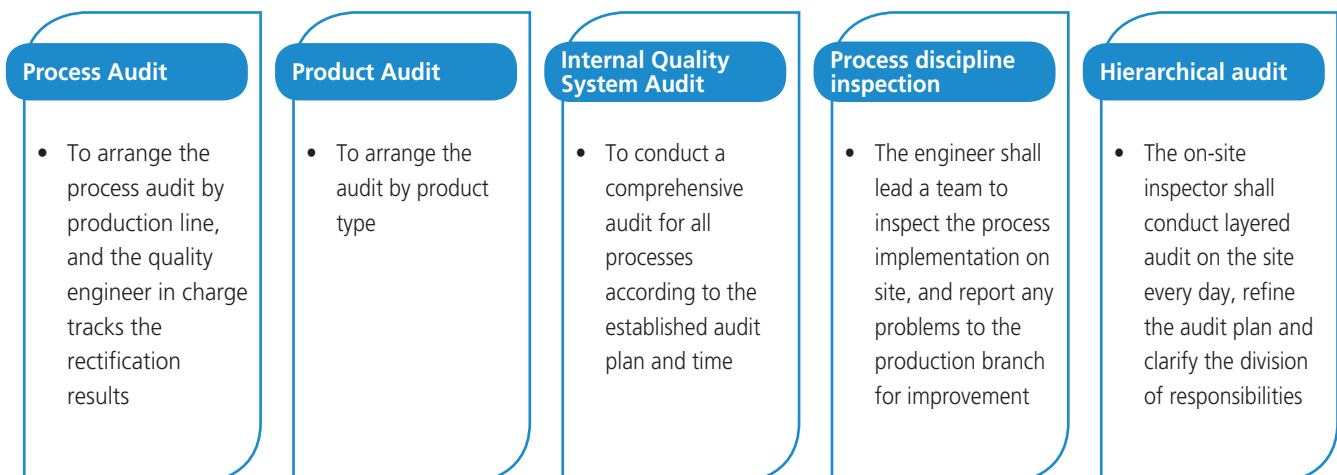 Process Audit
• To arrange the
process audit by
production line,
and the quality
engineer in charge
tracks the
rectification
results
Product Audit
• To arrange the
audit by product
type
Internal Quality
System Audit
• To conduct a
comprehensive
audit for all
processes
according to the
established audit
plan and time
Process discipline
inspection
• The engineer shall
lead a team to
inspect the process
implementation on
site, and report any
problems to the
production branch
for improvement
Hierarchical audit
• The on-site
inspector shall
conduct layered
audit on the site
every day, refine
the audit plan and
clarify the division
of responsibilities